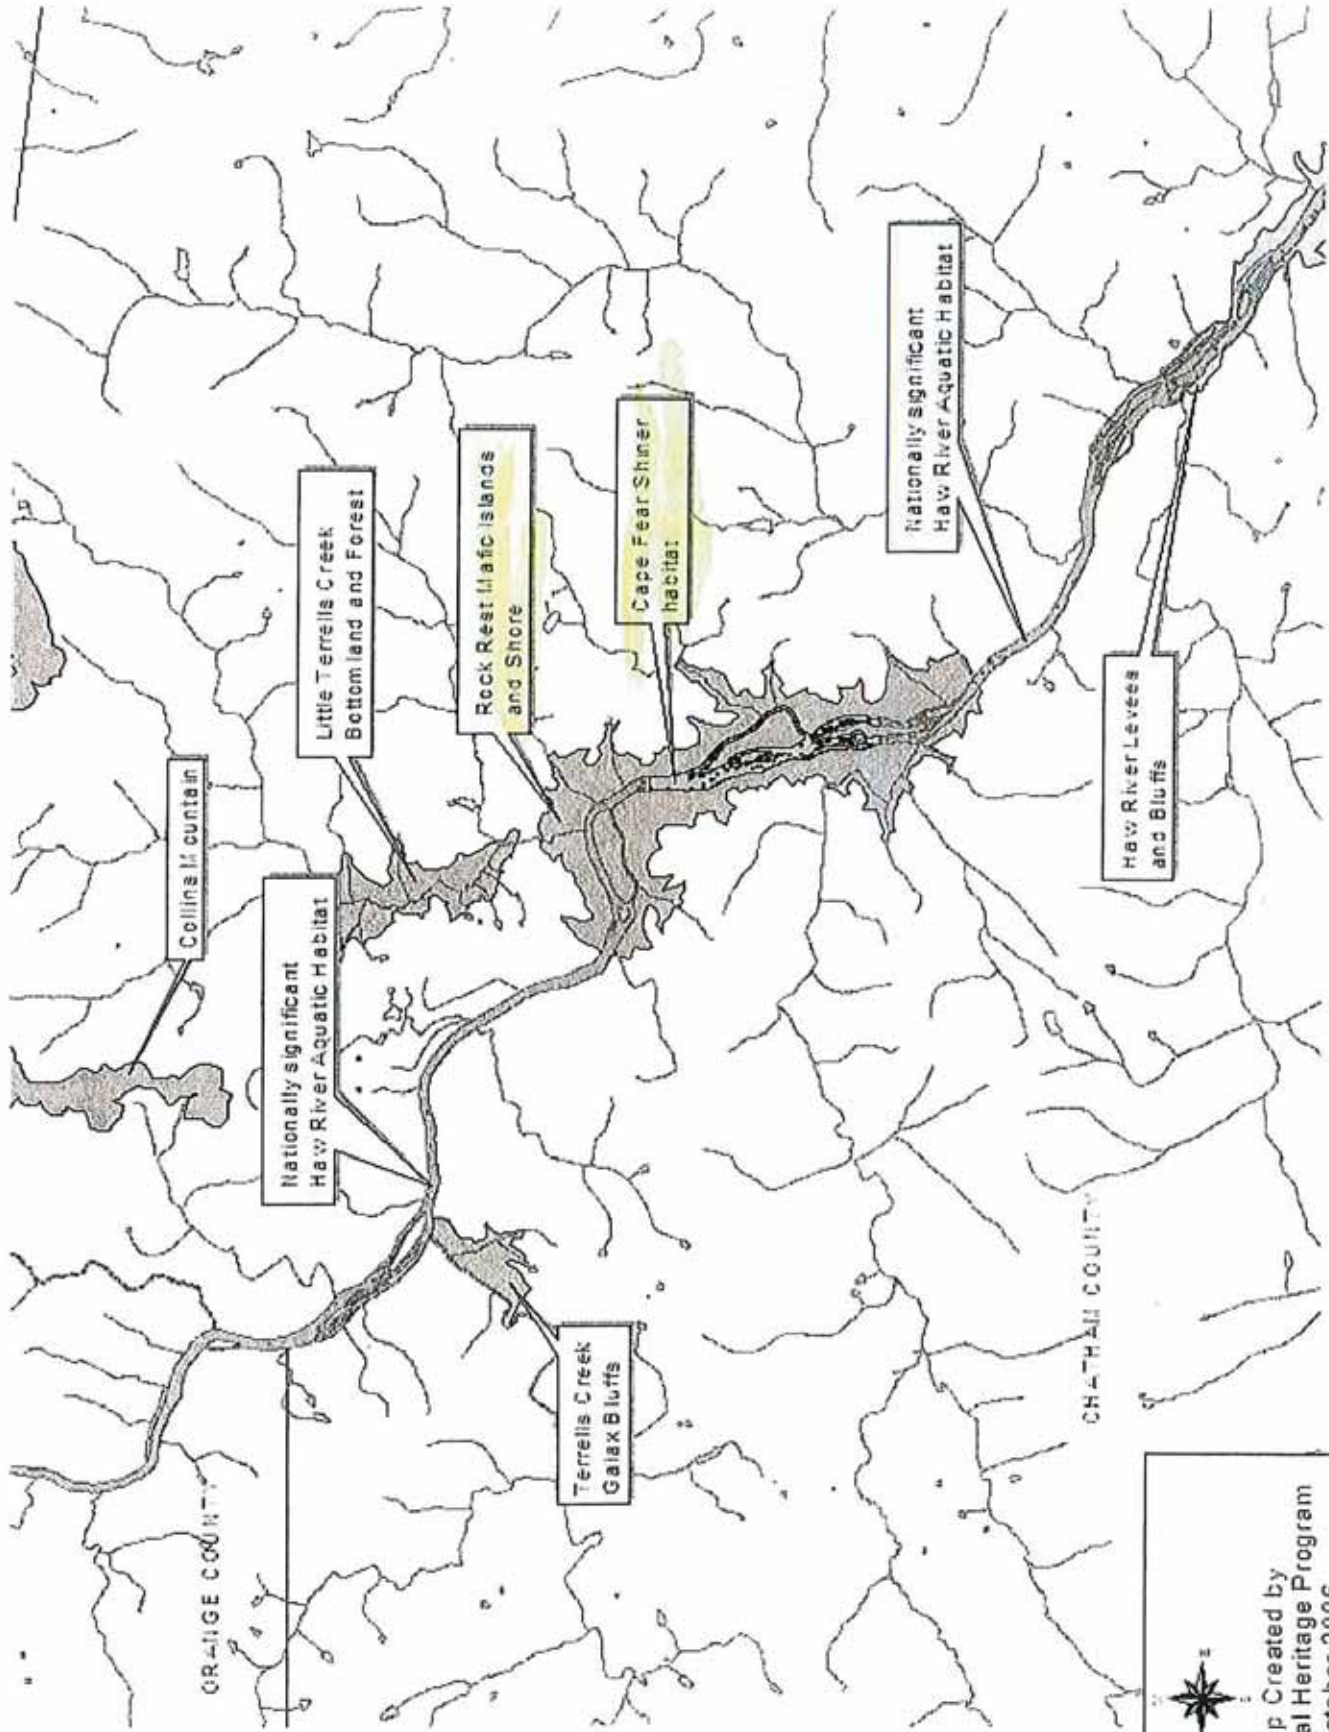 Collins Mountain
Little Terrells Creek
Bottomland and Forest
Nationally significant
Haw River Aquatic Habitat
Rock Rest Mafic Islands
and Shore
Cape Fear Shiner
habitat
ORANGE COUNTY
Terrells Creek
Galax Bluffs
Nationally significant
Haw River Aquatic Habitat
Haw River Levees
and Bluffs
CHATHAM COUNTY
p Created by
al Heritage Program